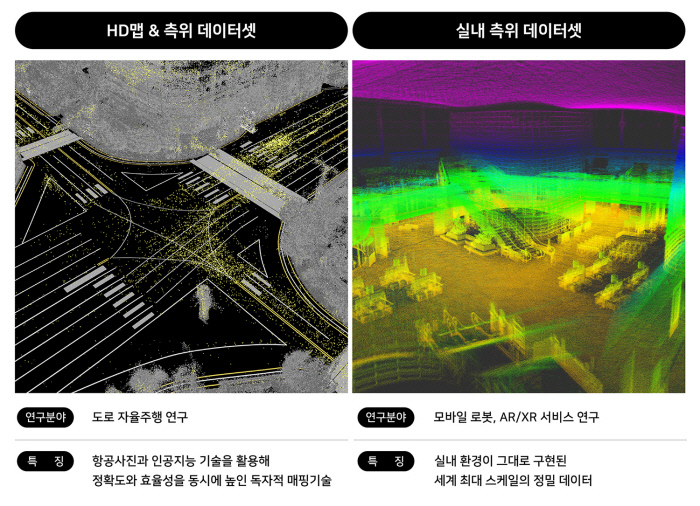 HD맵 & 측위 데이터셋
실내 측위 데이터셋
연구분야 도로 자율주행 연구
특 징 항공사진과 인공지능 기술을 활용해
정확도와 효율성을 동시에 높인 독자적 매핑기술
연구분야 모바일 로봇, AR/XR 서비스 연구
특 징 실내 환경이 그대로 구현된
세계 최대 스케일의 정밀 데이터